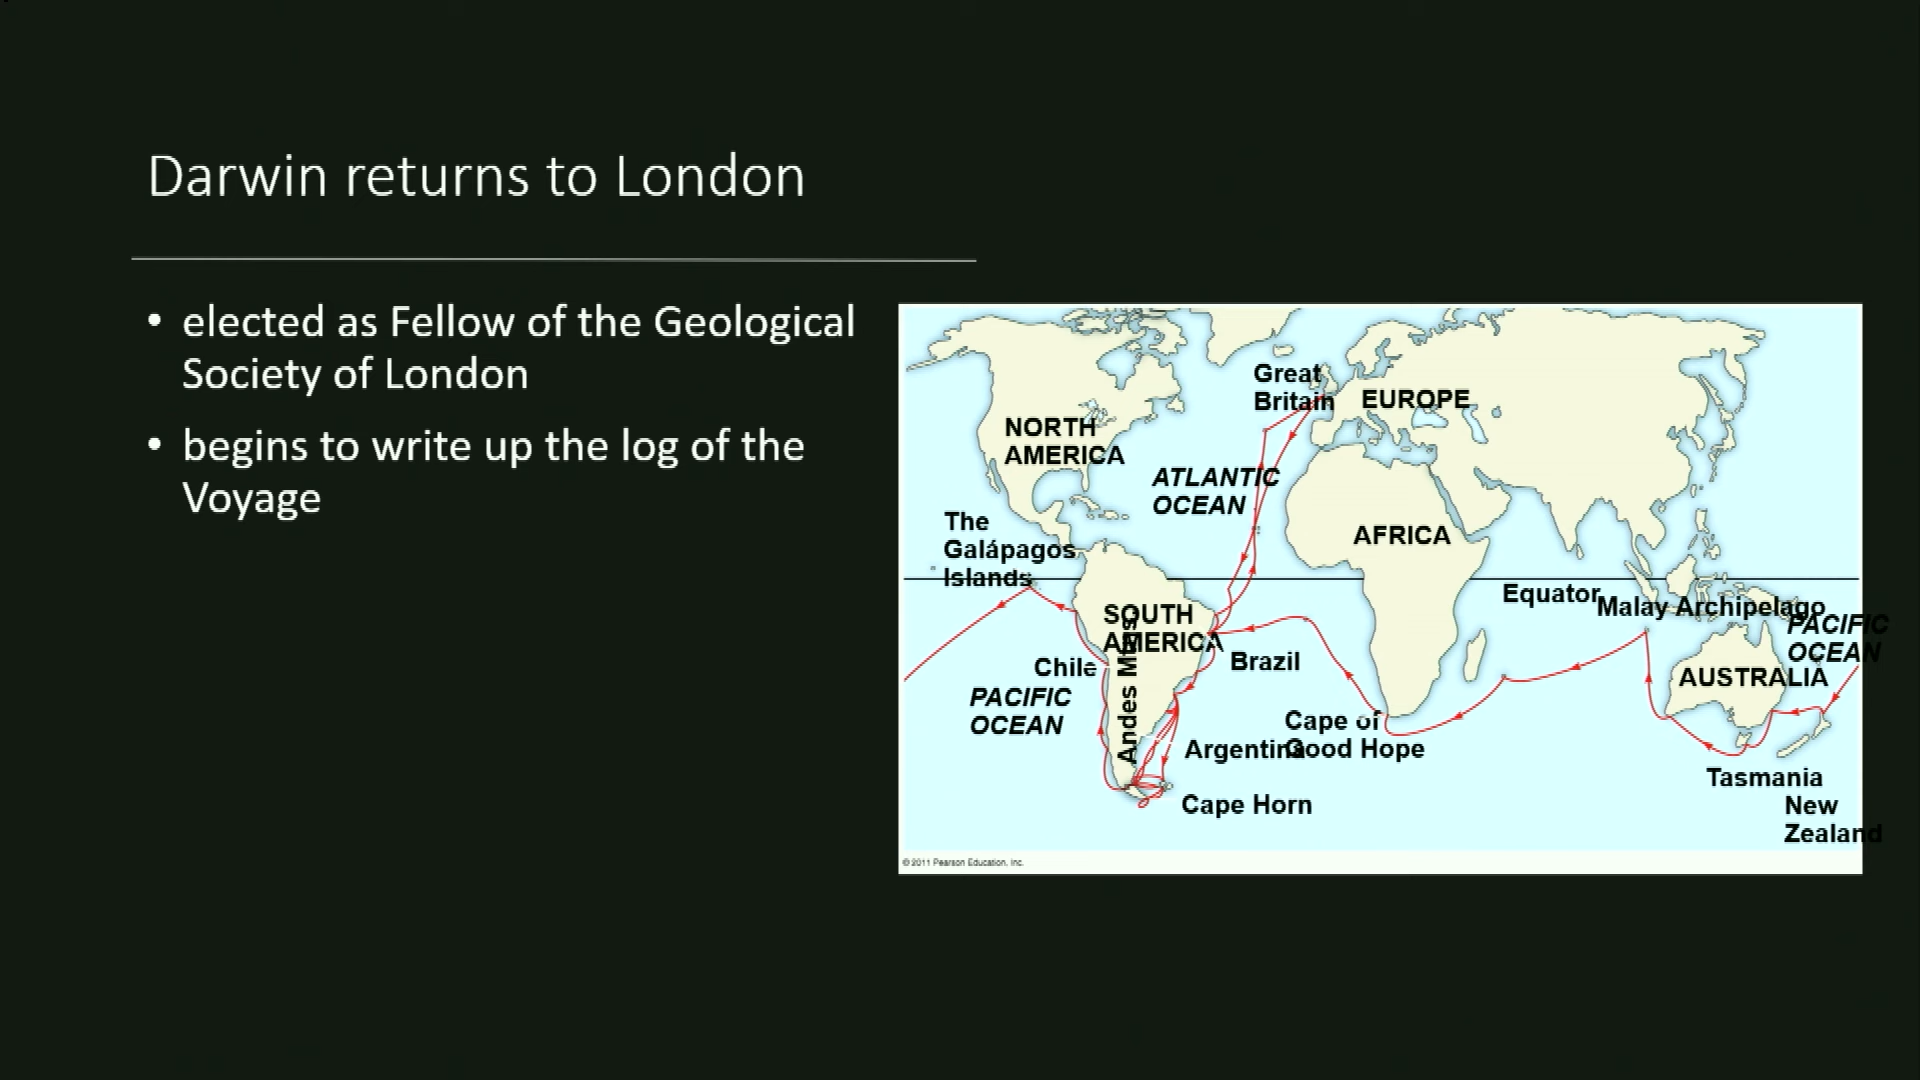 Darwin returns to London
• elected as Fellow of the Geological
Society of London
• begins to write up the log of the
Voyage
Great
Britain
EUROPE
NORTH
AMERICA
ATLANTIC
OCEAN
The
Galápagos
Islands
AFRICA
Equator
Malay Archipelago
PACIFIC
OCEAN
SOUTH
AMERICA
Chile
Brazil
AUSTRALIA
PACIFIC
OCEAN
Andes Mtns
Cape of
Good Hope
Argentina
Cape Horn
Tasmania
New
Zealand
© 2011 Pearson Education, Inc.